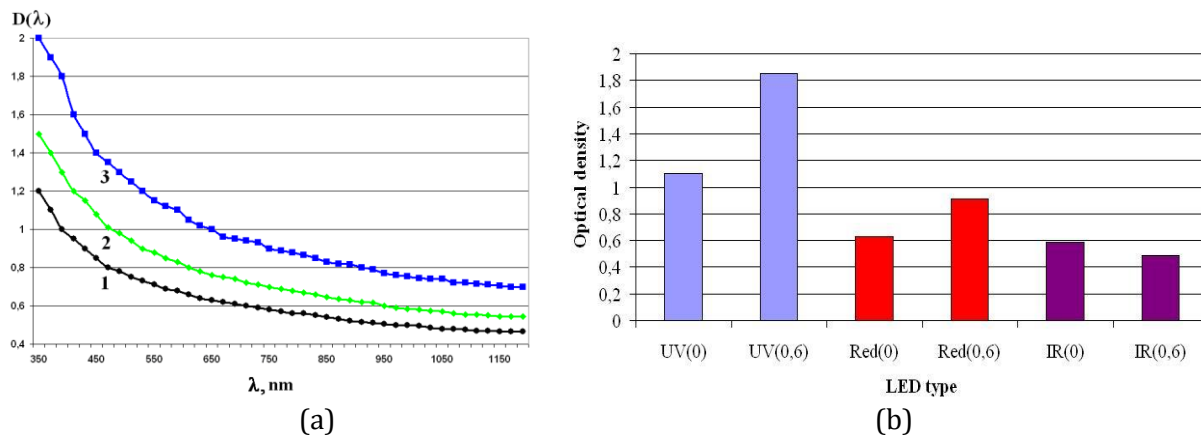 D(λ)
2
1,8
1,6
1,4
1,2
1
0,8
0,6
0,4
3
2
1
350 450 550 650 750 850 950 1050 1150
λ, nm
(a)
Optical density
2
1,8
1,6
1,4
1,2
1
0,8
0,6
0,4
0,2
0
UV(0) UV(0,6) Red(0) Red(0,6) IR(0) IR(0,6)
LED type
(b)